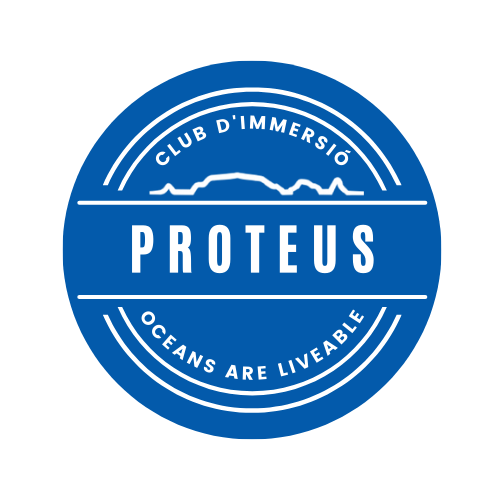 CLUB D'IMMERSIÓ
PROTEUS
OCEANS ARE LIVEABLE